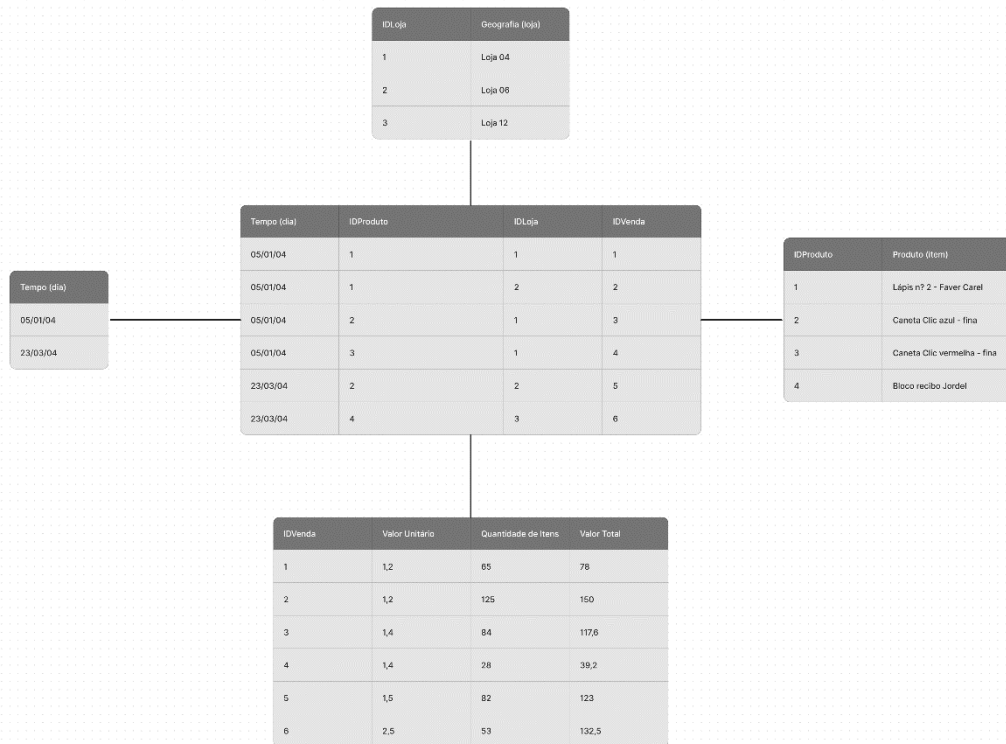 IDLoja Geografia (loja)
1 Loja 04
2 Loja 06
3 Loja 12
Tempo (dia) IDProduto IDLoja IDVenda
05/01/04 1 1 1
05/01/04 1 2 2
05/01/04 2 1 3
05/01/04 3 1 4
23/03/04 2 2 5
23/03/04 4 3 6
Tempo (dia)
05/01/04
23/03/04
IDProduto Produto (item)
1 Lápis n? 2 - Faver Carel
2 Caneta Clic azul - fina
3 Caneta Clic vermelha - fina
4 Bloco recibo Jordel
IDVenda Valor Unitário Quantidade de Itens Valor Total
1 1,2 65 78
2 1,2 125 150
3 1,4 84 117,6
4 1,4 28 39,2
5 1,5 82 123
6 2,5 53 132,5